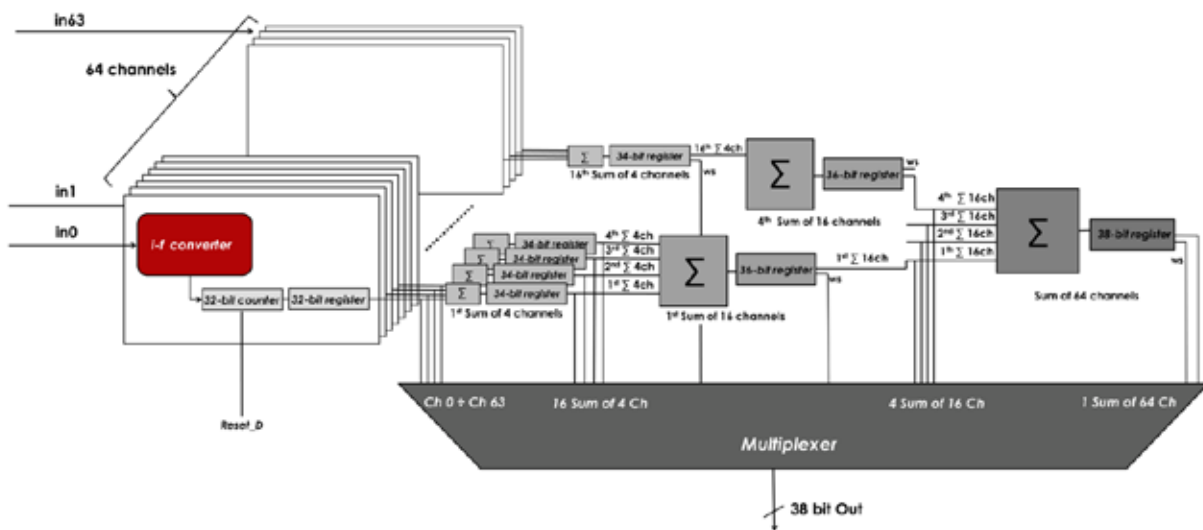 in63
64 channels
in1
in0
i-f converter
32-bit counter
32-bit register
Reset_D
Σ
34-bit register
16th Sum of 4 channels
16th Σ 4ch
ws
Σ
36-bit register
ws
4th Sum of 16 channels
Σ
34-bit register
4th Σ 4ch
Σ
34-bit register
3rd Σ 4ch
Σ
34-bit register
2nd Σ 4ch
Σ
34-bit register
1st Σ 4ch
1st Sum of 4 channels
Σ
36-bit register
ws
1st Sum of 16 channels
1st Σ 16ch
4th Σ 16ch
3rd Σ 16ch
2nd Σ 16ch
1th Σ 16ch
Σ
38-bit register
ws
Sum of 64 channels
Ch 0 ÷ Ch 63
16 Sum of 4 Ch
4 Sum of 16 Ch
1 Sum of 64 Ch
Multiplexer
38 bit Out